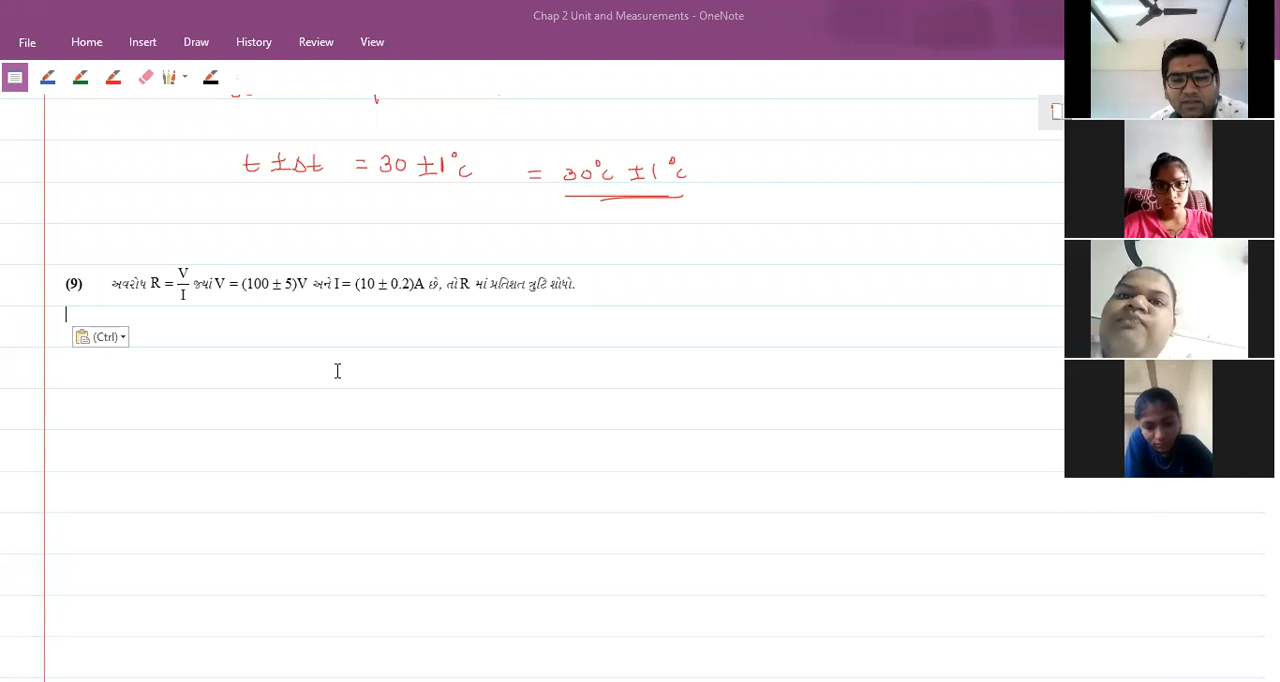 Chap 2 Unit and Measurements - OneNote
File Home Insert Draw History Review View
t ±Δt = 30 ±1°c = 30°c ±1°c
(9) અવરોધ R = V/I જ્યાં V = (100 ± 5)V અને I = (10 ± 0.2)A છે, તો R માં પ્રતિશત ત્રુટિ શોધો.
(Ctrl)